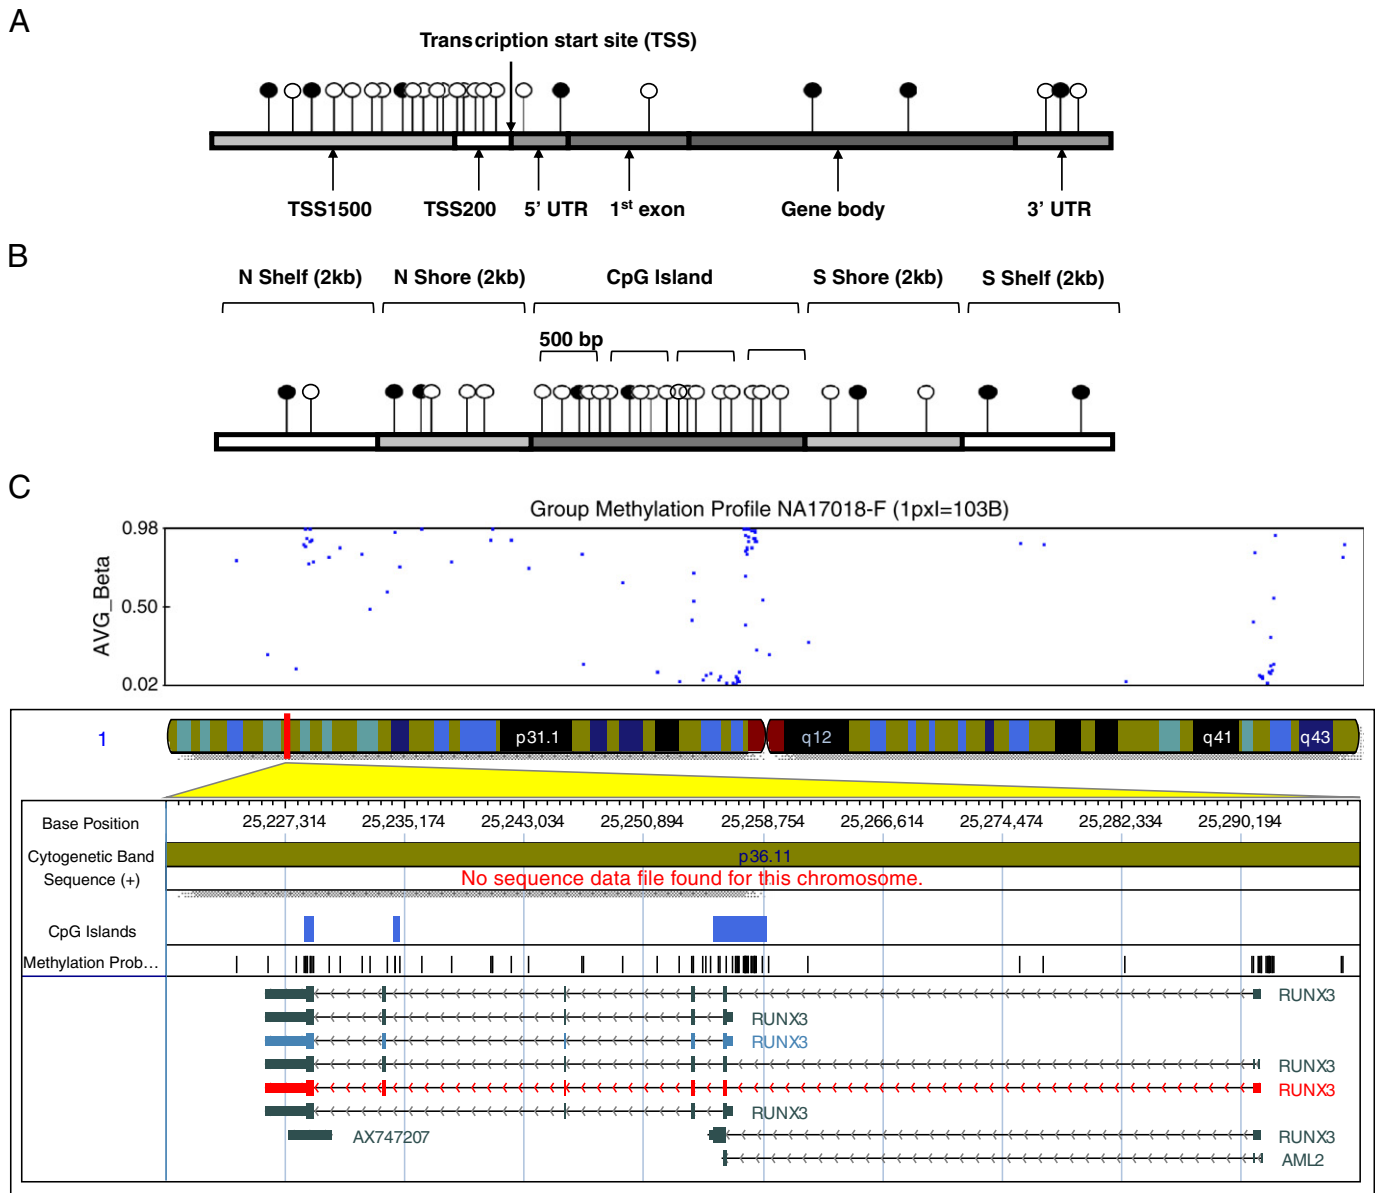 A
Transcription start site (TSS)
TSS1500 TSS200 5' UTR 1st exon Gene body 3' UTR
B
N Shelf (2kb) N Shore (2kb) CpG Island S Shore (2kb) S Shelf (2kb)
500 bp
C
Group Methylation Profile NA17018-F (1pxl=103B)
AVG_Beta
0.98
0.50
0.02
1 p31.1 q12 q41 q43
Base Position 25,227,314 25,235,174 25,243,034 25,250,894 25,258,754 25,266,614 25,274,474 25,282,334 25,290,194
Cytogenetic Band p36.11
Sequence (+) No sequence data file found for this chromosome.
CpG Islands
Methylation Prob...
RUNX3
RUNX3
RUNX3
RUNX3
RUNX3
RUNX3
AX747207 RUNX3
AML2